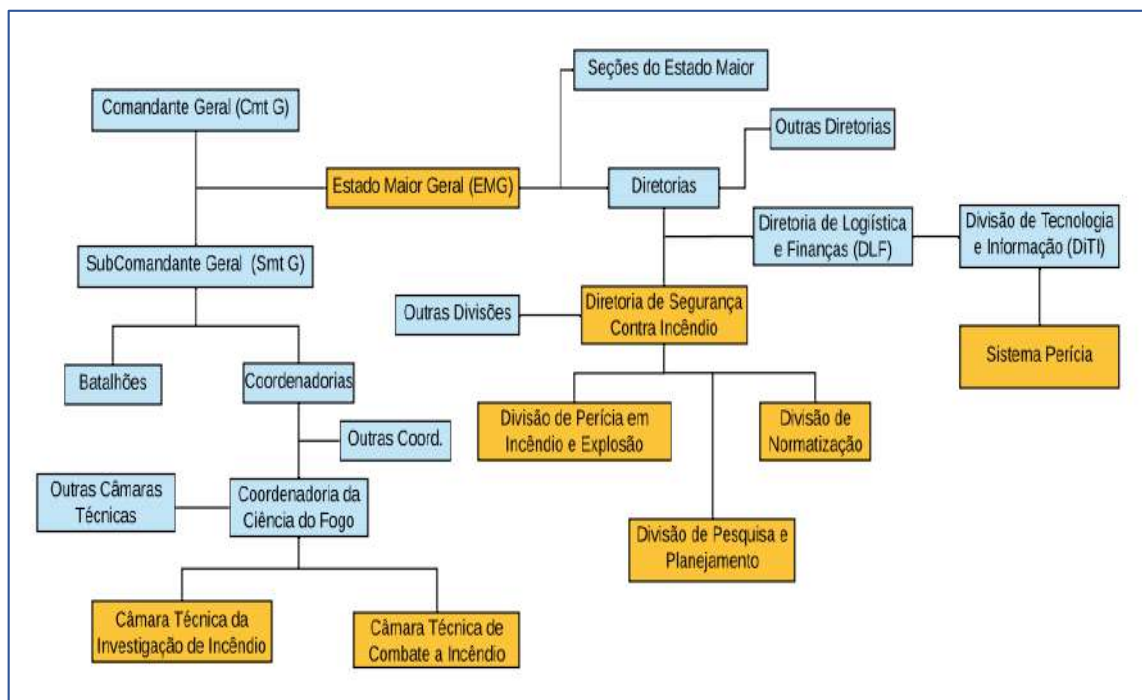 Seções do Estado Maior
Comandante Geral (Cmt G)
Outras Diretorias
Estado Maior Geral (EMG)
Diretorias
Diretoria de Logiística
e Finanças (DLF)
Divisão de Tecnologia
e Informação (DiTI)
SubComandante Geral (Smt G)
Outras Divisões
Diretoria de Segurança
Contra Incêndio
Sistema Perícia
Batalhões
Coordenadorias
Divisão de Perícia em
Incêndio e Explosão
Divisão de
Normatização
Outras Coord.
Outras Câmaras
Técnicas
Coordenadoria da
Ciência do Fogo
Divisão de Pesquisa e
Planejamento
Câmara Técnica da
Investigação de Incêndio
Câmara Técnica de
Combate a Incêndio